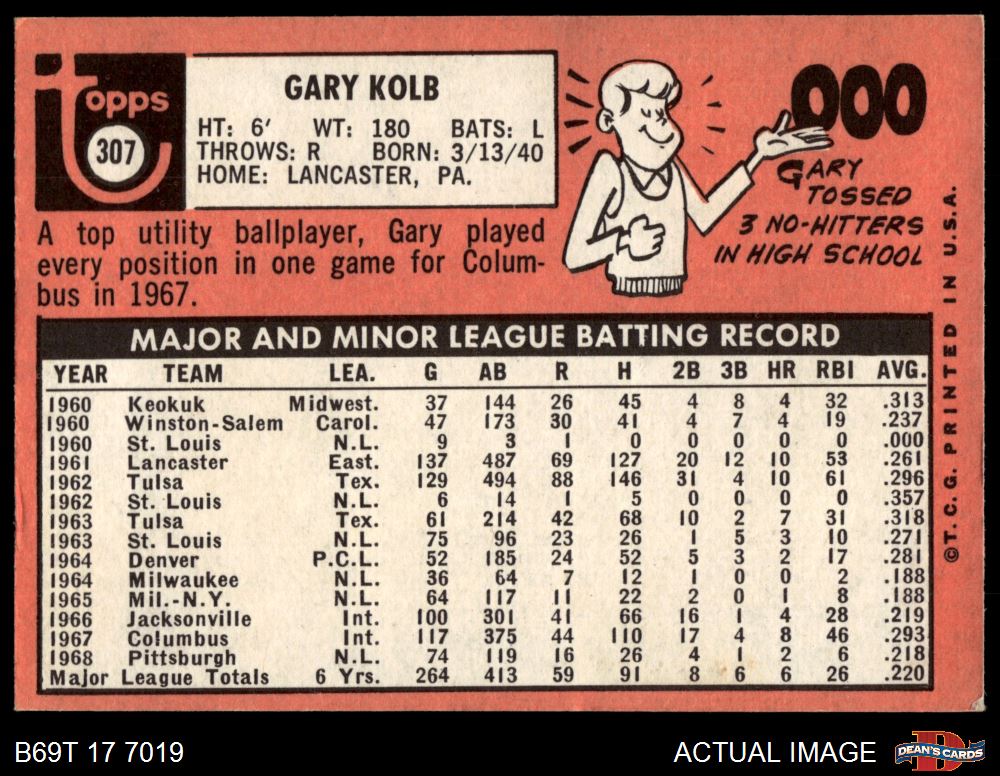 Topps
307
GARY KOLB
HT: 6' WT: 180 BATS: L
THROWS: R BORN: 3/13/40
HOME: LANCASTER, PA.
000
GARY
TOSSED
3 NO-HITTERS
IN HIGH SCHOOL
A top utility ballplayer, Gary played
every position in one game for Colum-
bus in 1967.
MAJOR AND MINOR LEAGUE BATTING RECORD
YEAR TEAM LEA. G AB R H 2B 3B HR RBI AVG.
1960 Keokuk Midwest. 37 144 26 45 4 8 4 32 .313
1960 Winston-Salem Carol. 47 173 30 41 4 7 4 19 .237
1960 St. Louis N.L. 9 3 1 0 0 0 0 0 .000
1961 Lancaster East. 137 487 69 127 20 12 10 53 .261
1962 Tulsa Tex. 129 494 88 146 31 4 10 61 .296
1962 St. Louis N.L. 6 14 1 5 0 0 0 0 .357
1963 Tulsa Tex. 61 214 42 68 10 2 7 31 .318
1963 St. Louis N.L. 75 96 23 26 1 5 3 10 .271
1964 Denver P.C.L. 52 185 24 52 5 3 2 17 .281
1964 Milwaukee N.L. 36 64 7 12 1 0 0 2 .188
1965 Mil.-N.Y. N.L. 64 117 11 22 2 0 1 8 .188
1966 Jacksonville Int. 100 301 41 66 16 1 4 28 .219
1967 Columbus Int. 117 375 44 110 17 4 8 46 .293
1968 Pittsburgh N.L. 74 119 16 26 4 1 2 6 .218
Major League Totals 6 Yrs. 264 413 59 91 8 6 6 26 .220
©T.C.G. PRINTED IN U.S.A.
B69T 17 7019
ACTUAL IMAGE
D
DEAN'S CARDS